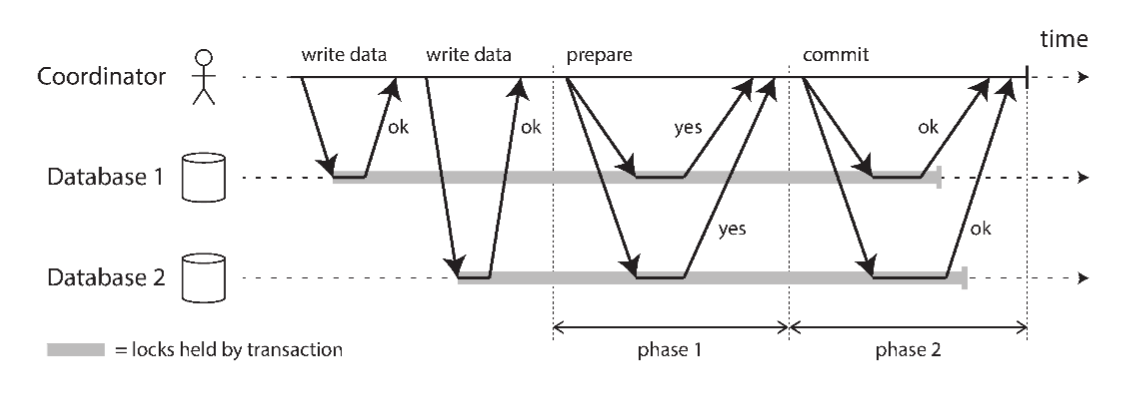 time
write data
write data
prepare
commit
Coordinator
ok
ok
yes
ok
Database 1
yes
ok
Database 2
= locks held by transaction
phase 1
phase 2